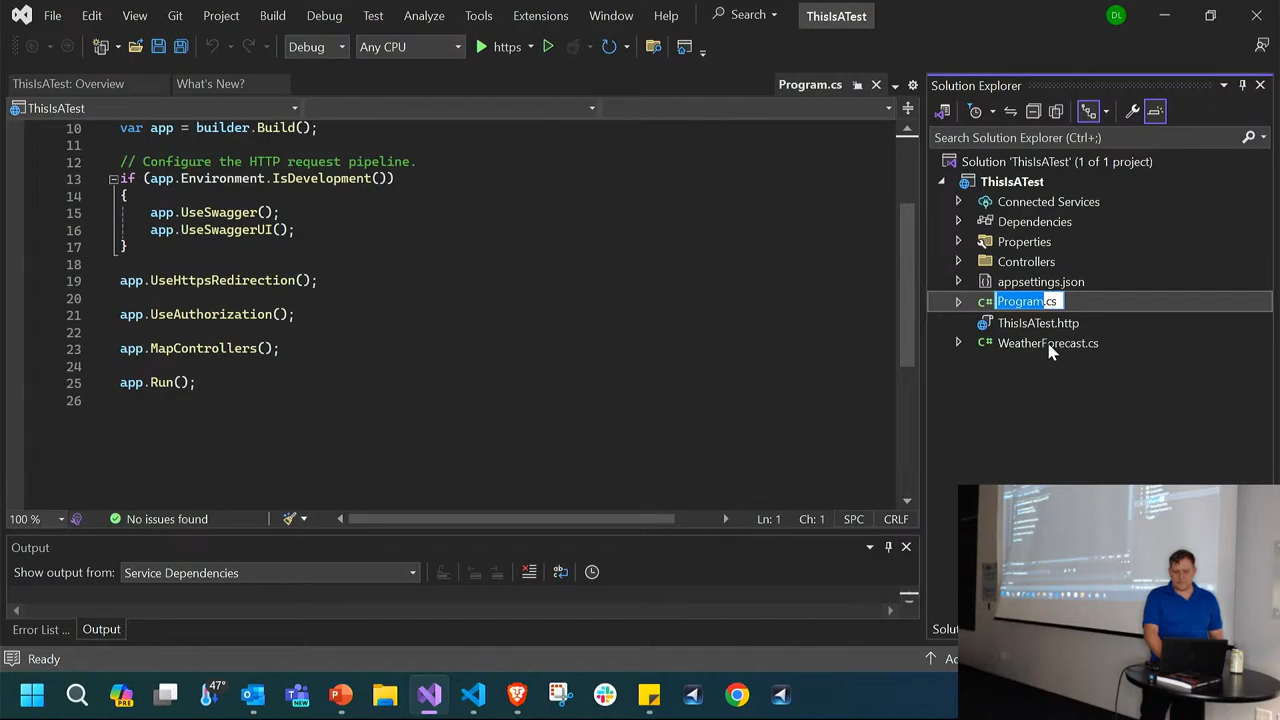 File Edit View Git Project Build Debug Test Analyze Tools Extensions Window Help Search ThisIsATest DL
Debug Any CPU https
ThisIsATest: Overview What's New? Program.cs
ThisIsATest
10 var app = builder.Build();
11
12 // Configure the HTTP request pipeline.
13 if (app.Environment.IsDevelopment())
14 {
15 app.UseSwagger();
16 app.UseSwaggerUI();
17 }
18
19 app.UseHttpsRedirection();
20
21 app.UseAuthorization();
22
23 app.MapControllers();
24
25 app.Run();
26
100 % No issues found Ln: 1 Ch: 1 SPC CRLF
Output
Show output from: Service Dependencies
Error List ... Output
Ready
Solution Explorer
Search Solution Explorer (Ctrl+;)
Solution 'ThisIsATest' (1 of 1 project)
ThisIsATest
Connected Services
Dependencies
Properties
Controllers
appsettings.json
C# Program.cs
ThisIsATest.http
C# WeatherForecast.cs
Solu
Ad
PRE 47° NEW